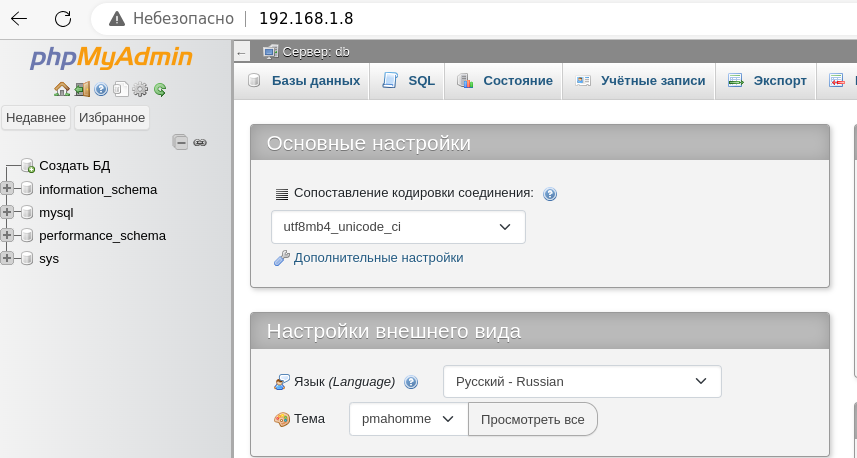 Небезопасно 192.168.1.8
phpMyAdmin
Недавнее Избранное
Создать БД
information_schema
mysql
performance_schema
sys
Сервер: db
Базы данных SQL Состояние Учётные записи Экспорт
Основные настройки
Сопоставление кодировки соединения:
utf8mb4_unicode_ci
Дополнительные настройки
Настройки внешнего вида
Язык (Language) Русский - Russian
Тема pmahomme Просмотреть все